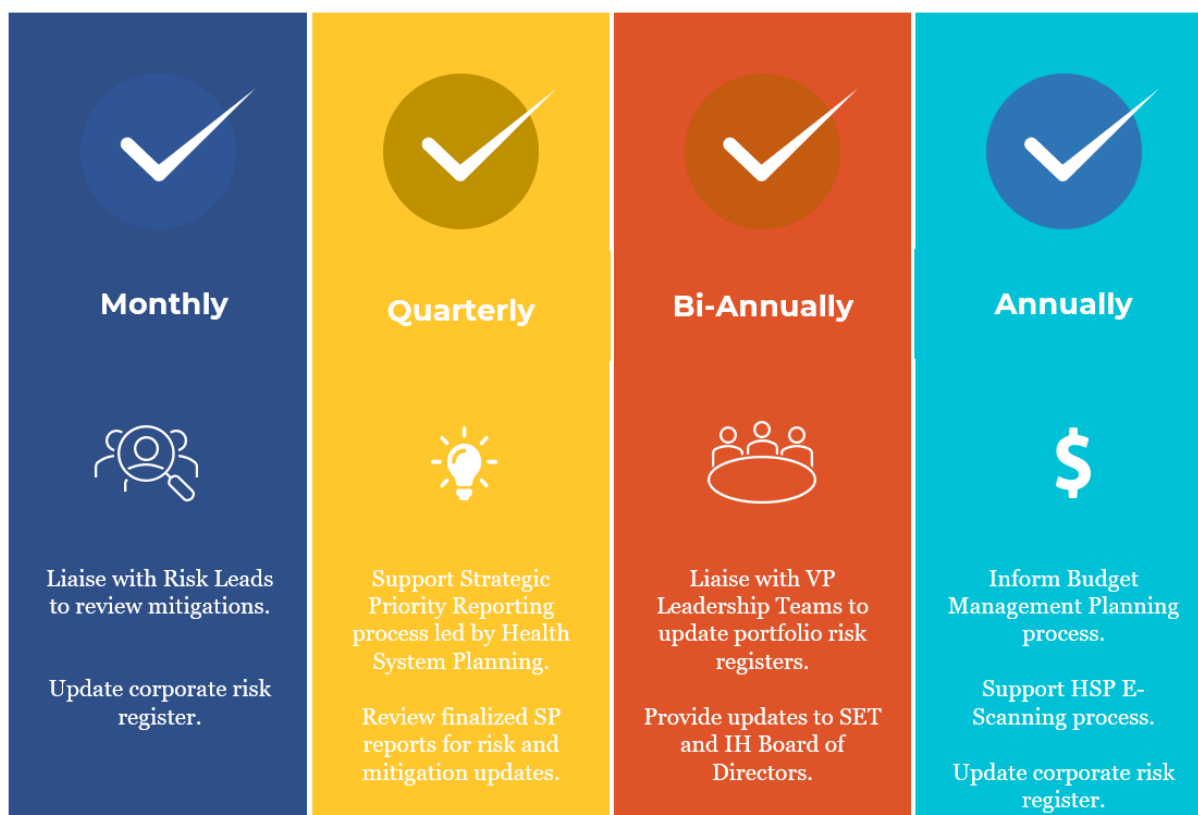 Monthly
Liaise with Risk Leads
to review mitigations.
Update corporate risk
register.
Quarterly
Support Strategic
Priority Reporting
process led by Health
System Planning.
Review finalized SP
reports for risk and
mitigation updates.
Bi-Annually
Liaise with VP
Leadership Teams to
update portfolio risk
registers.
Provide updates to SET
and IH Board of
Directors.
Annually
Inform Budget
Management Planning
process.
Support HSP E-
Scanning process.
Update corporate risk
register.